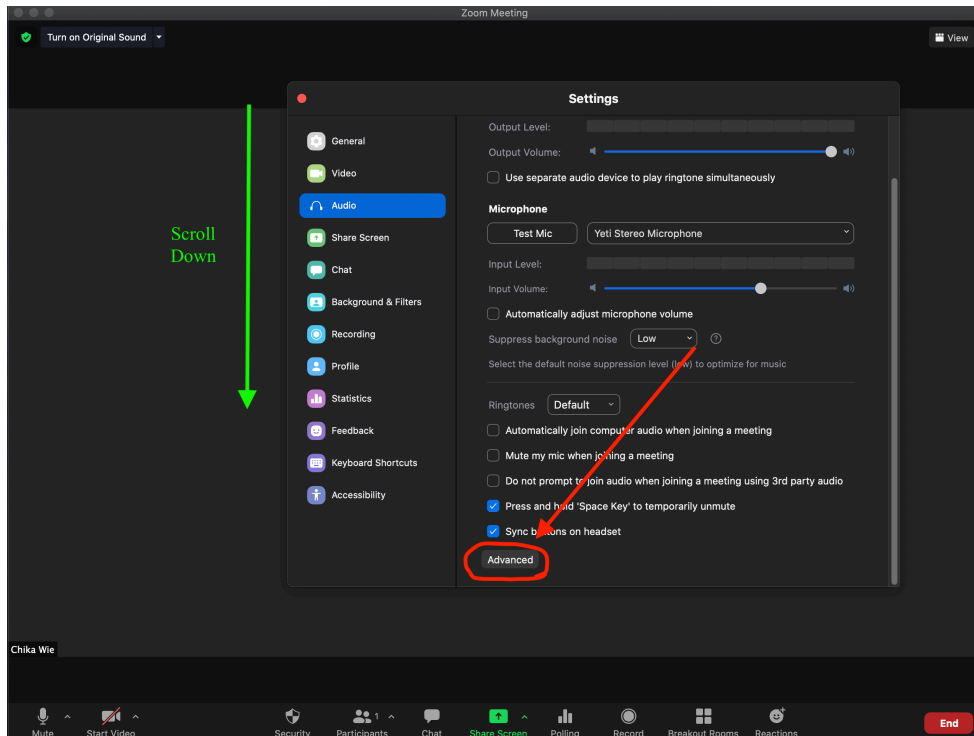 Zoom Meeting
Turn on Original Sound
View
Settings
General
Video
Audio
Share Screen
Chat
Background & Filters
Recording
Profile
Statistics
Feedback
Keyboard Shortcuts
Accessibility
Scroll
Down
Output Level:
Output Volume:
Use separate audio device to play ringtone simultaneously
Microphone
Test Mic Yeti Stereo Microphone
Input Level:
Input Volume:
Automatically adjust microphone volume
Suppress background noise Low ?
Select the default noise suppression level (low) to optimize for music
Ringtones Default
Automatically join computer audio when joining a meeting
Mute my mic when joining a meeting
Do not prompt to join audio when joining a meeting using 3rd party audio
Press and hold 'Space Key' to temporarily unmute
Sync buttons on headset
Advanced
Chika Wie
Mute Start Video Security Participants 1 Chat Share Screen Polling Record Breakout Rooms Reactions End